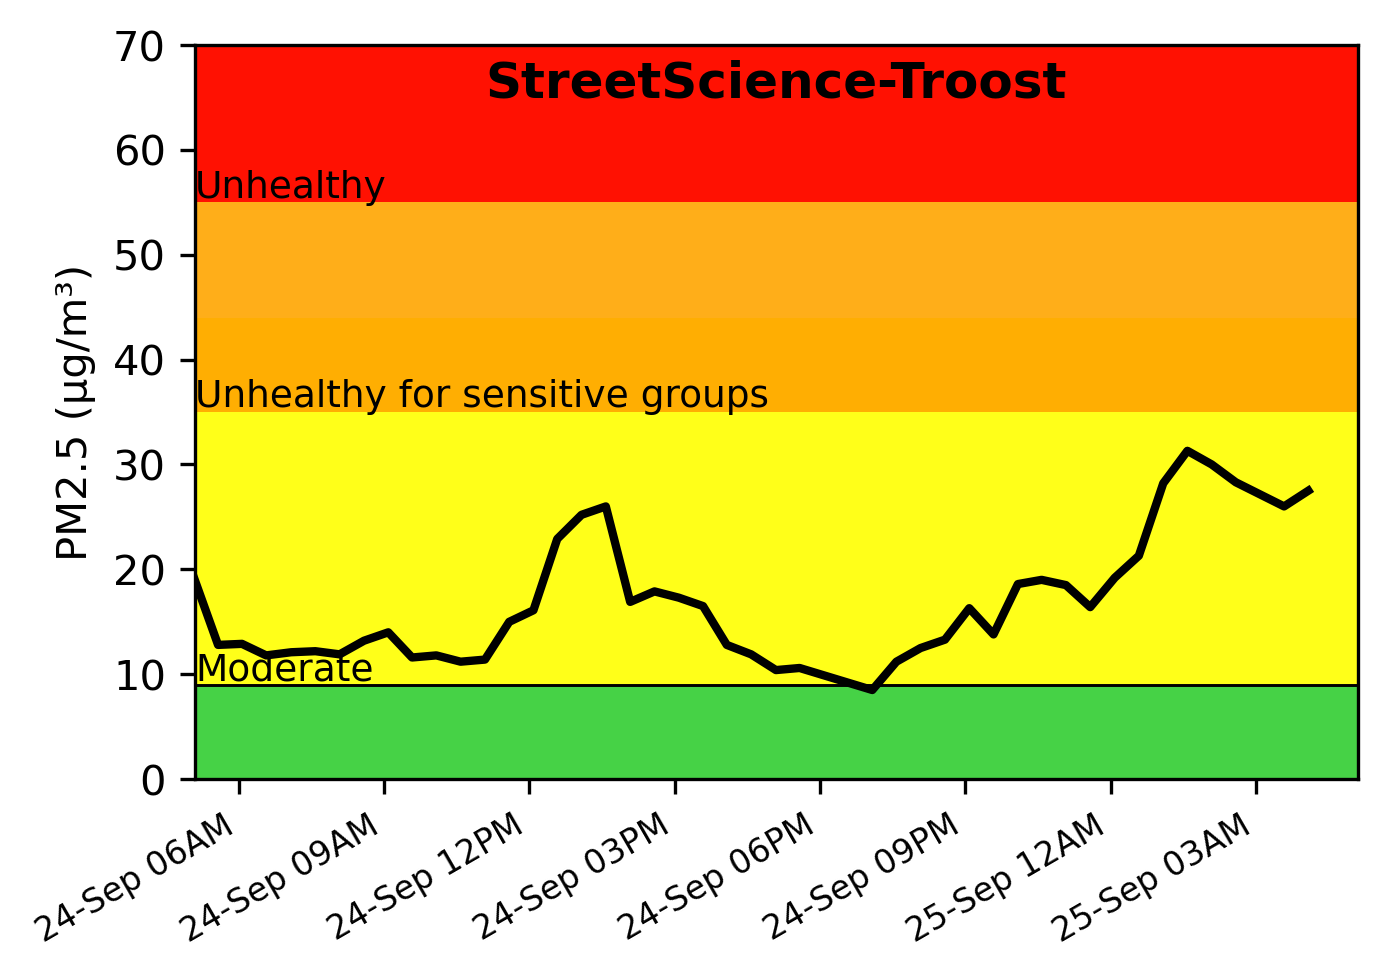 StreetScience-Troost
70
60
50
40
30
20
10
0
PM2.5 (µg/m³)
Unhealthy
Unhealthy for sensitive groups
Moderate
24-Sep 06AM
24-Sep 09AM
24-Sep 12PM
24-Sep 03PM
24-Sep 06PM
24-Sep 09PM
25-Sep 12AM
25-Sep 03AM